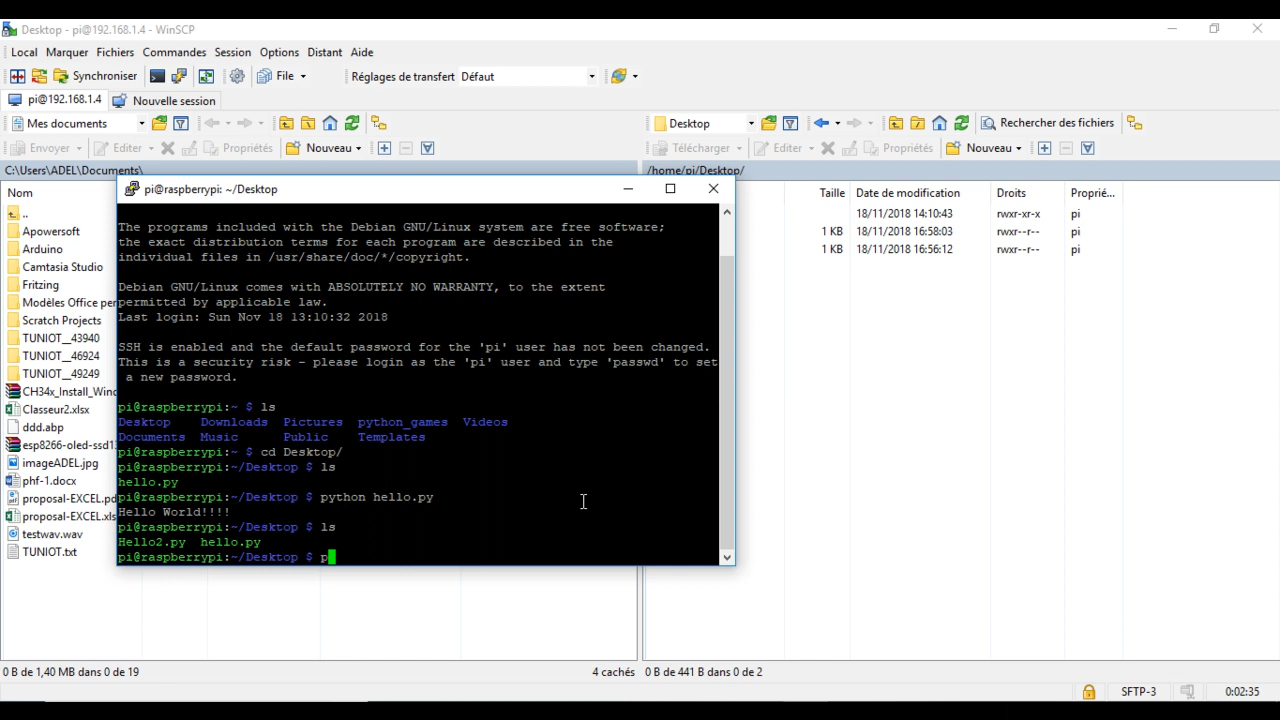 Desktop - pi@192.168.1.4 - WinSCP
Local Marquer Fichiers Commandes Session Options Distant Aide
Synchroniser File Réglages de transfert Défaut
pi@192.168.1.4 Nouvelle session
Mes documents
Desktop Rechercher des fichiers
Envoyer Editer Propriétés Nouveau
Télécharger Editer Propriétés Nouveau
C:\Users\ADEL\Documents\
/home/pi/Desktop/
Nom
..
Apowersoft
Arduino
Camtasia Studio
Fritzing
Modèles Office per
Scratch Projects
TUNIOT__43940
TUNIOT__46924
TUNIOT__49249
CH34x_Install_Wind
Classeur2.xlsx
ddd.abp
esp8266-oled-ssd1
imageADEL.jpg
phf-1.docx
proposal-EXCEL.pd
proposal-EXCEL.xls
testwav.wav
TUNIOT.txt
pi@raspberrypi: ~/Desktop
The programs included with the Debian GNU/Linux system are free software;
the exact distribution terms for each program are described in the
individual files in /usr/share/doc/*/copyright.
Debian GNU/Linux comes with ABSOLUTELY NO WARRANTY, to the extent
permitted by applicable law.
Last login: Sun Nov 18 13:10:32 2018
SSH is enabled and the default password for the 'pi' user has not been changed.
This is a security risk - please login as the 'pi' user and type 'passwd' to set
a new password.
pi@raspberrypi:~ $ ls
Desktop Downloads Pictures python_games Videos
Documents Music Public Templates
pi@raspberrypi:~ $ cd Desktop/
pi@raspberrypi:~/Desktop $ ls
hello.py
pi@raspberrypi:~/Desktop $ python hello.py
Hello World!!!!
pi@raspberrypi:~/Desktop $ ls
Hello2.py hello.py
pi@raspberrypi:~/Desktop $ p
Taille Date de modification Droits Proprié...
18/11/2018 14:10:43 rwxr-xr-x pi
1 KB 18/11/2018 16:58:03 rwxr--r-- pi
1 KB 18/11/2018 16:56:12 rwxr--r-- pi
0 B de 1,40 MB dans 0 de 19 4 cachés
0 B de 441 B dans 0 de 2
SFTP-3 0:02:35